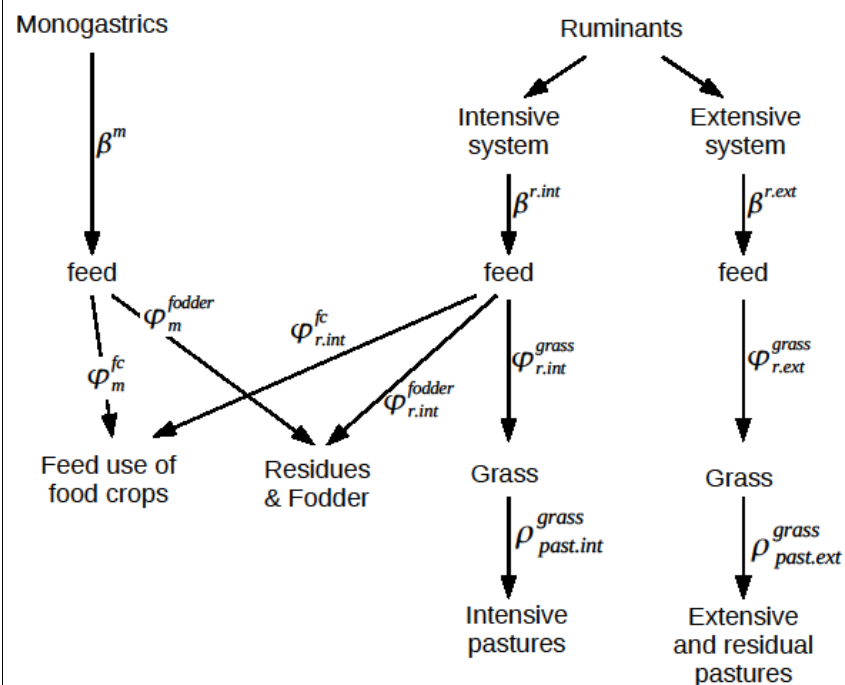 Monogastrics
Ruminants
Intensive
system
Extensive
system
β^m
β^r.int
β^r.ext
feed
feed
feed
φ_m^fodder
φ_r.int^fc
φ_m^fc
φ_r.int^fodder
φ_r.int^grass
φ_r.ext^grass
Feed use of
food crops
Residues
& Fodder
Grass
Grass
ρ_past.int^grass
ρ_past.ext^grass
Intensive
pastures
Extensive
and residual
pastures